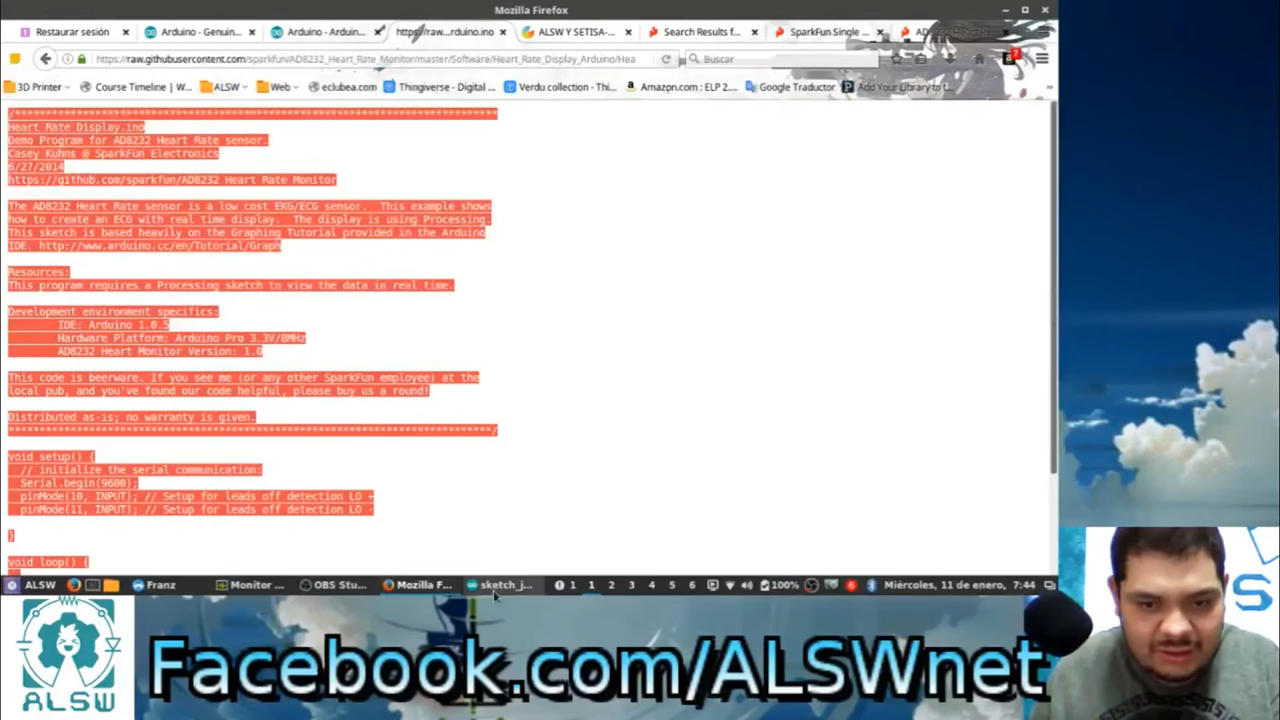 Mozilla Firefox
Restaurar sesión
Arduino - Genuin...
Arduino - Arduin...
https://raw...rduino.ino
ALSW Y SETISA-...
Search Results f...
SparkFun Single ...
https://raw.githubusercontent.com/sparkfun/AD8232_Heart_Rate_Monitor/master/Software/Heart_Rate_Display_Arduino/Hea
Buscar
7
3D Printer
Course Timeline | W...
ALSW
Web
eclubea.com
Thingiverse - Digital ...
Verdu collection - Thi...
Amazon.com : ELP 2....
Google Traductor
Add Your Library to t...
/******************************************************************************
Heart_Rate_Display.ino
Demo Program for AD8232 Heart Rate sensor.
Casey Kuhns @ SparkFun Electronics
6/27/2014
https://github.com/sparkfun/AD8232_Heart_Rate_Monitor
The AD8232 Heart Rate sensor is a low cost EKG/ECG sensor.  This example shows
how to create an ECG with real time display.  The display is using Processing.
This sketch is based heavily on the Graphing Tutorial provided in the Arduino
IDE. http://www.arduino.cc/en/Tutorial/Graph
Resources:
This program requires a Processing sketch to view the data in real time.
Development environment specifics:
IDE: Arduino 1.0.5
Hardware Platform: Arduino Pro 3.3V/8MHz
AD8232 Heart Monitor Version: 1.0
This code is beerware. If you see me (or any other SparkFun employee) at the
local pub, and you've found our code helpful, please buy us a round!
Distributed as-is; no warranty is given.
******************************************************************************/
void setup() {
// initialize the serial communication:
Serial.begin(9600);
pinMode(10, INPUT); // Setup for leads off detection LO +
pinMode(11, INPUT); // Setup for leads off detection LO -
}
void loop() {
ALSW
Franz
Monitor ...
OBS Stu...
Mozilla F...
sketch_j...
1 1 2 3 4 5 6
100%
Miércoles, 11 de enero, 7:44
ALSW
Facebook.com/ALSWnet